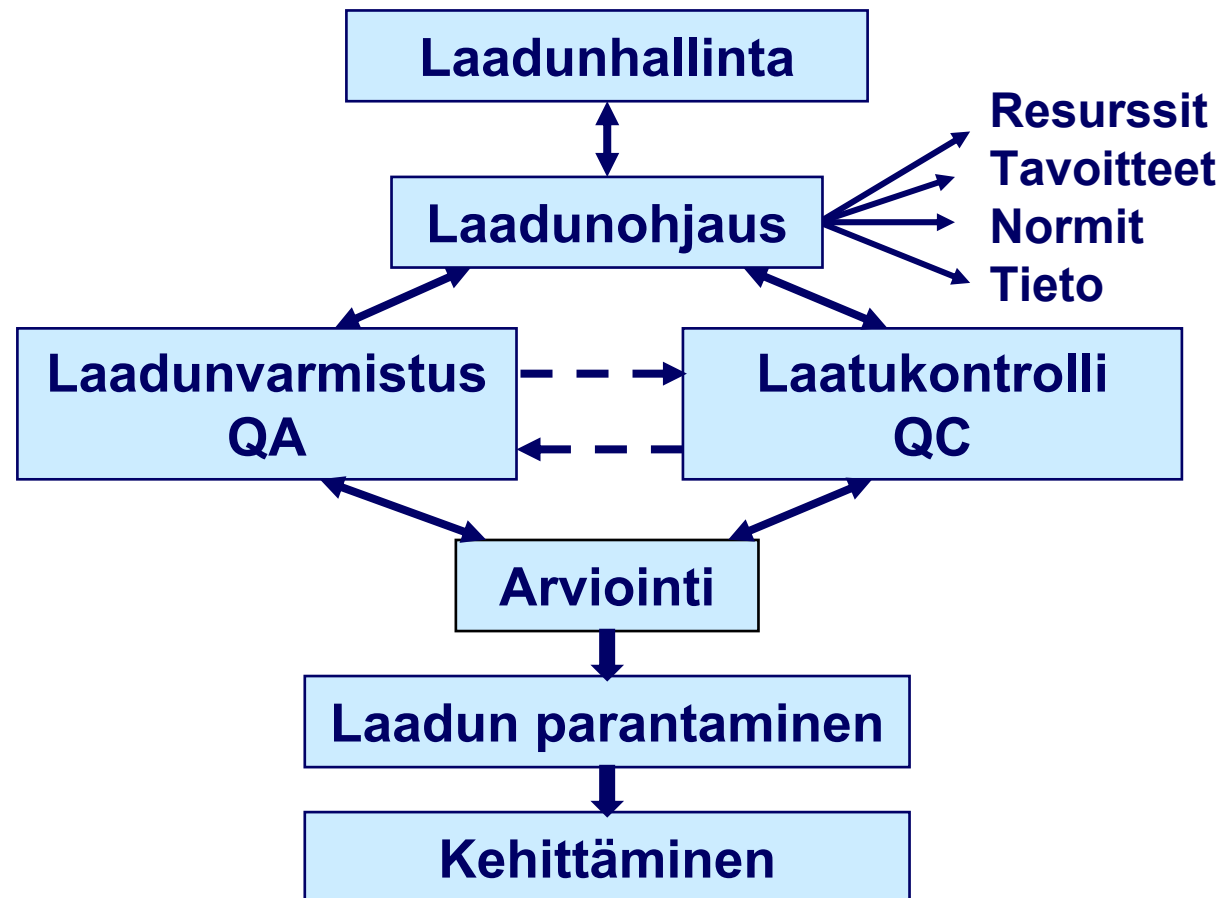 Laadunhallinta
Resurssit
Tavoitteet
Normit
Tieto
Laadunohjaus
Laadunvarmistus
QA
Laatukontrolli
QC
Arviointi
Laadun parantaminen
Kehittäminen